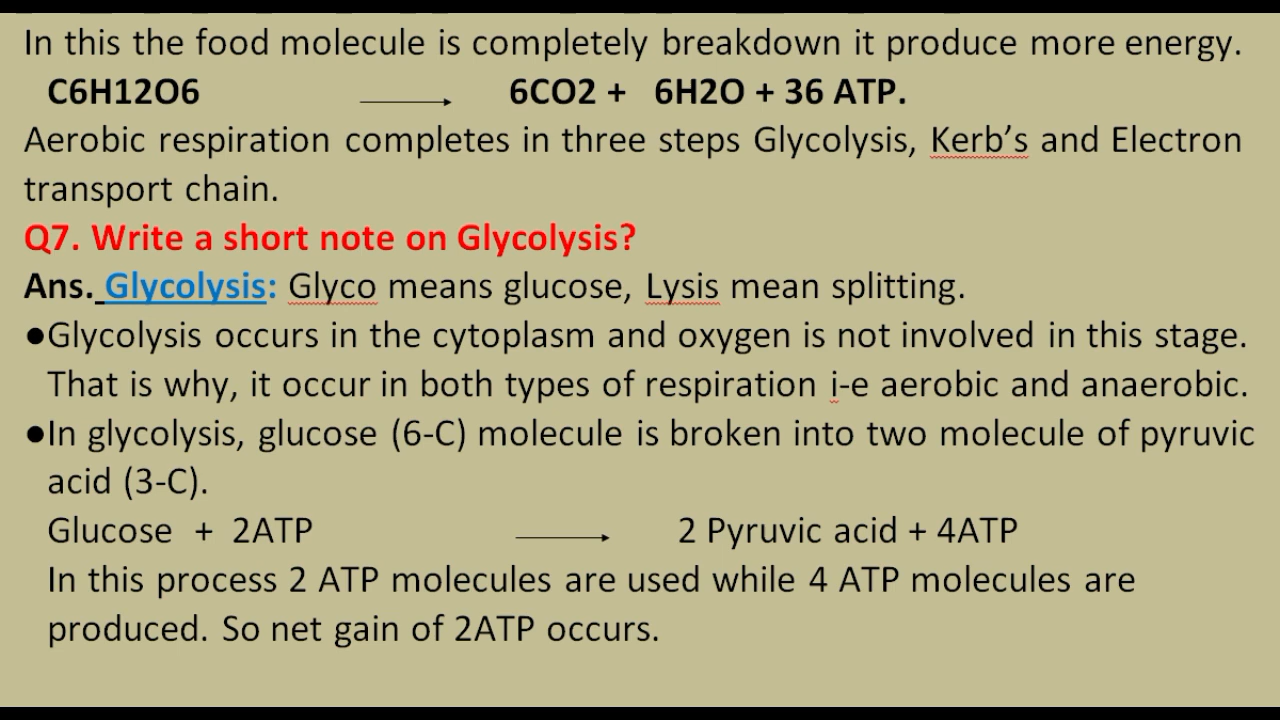 In this the food molecule is completely breakdown it produce more energy.
C6H12O6 ⟶ 6CO2 + 6H2O + 36 ATP.
Aerobic respiration completes in three steps Glycolysis, Kerb’s and Electron
transport chain.
Q7. Write a short note on Glycolysis?
Ans. Glycolysis: Glyco means glucose, Lysis mean splitting.
●Glycolysis occurs in the cytoplasm and oxygen is not involved in this stage.
That is why, it occur in both types of respiration i-e aerobic and anaerobic.
●In glycolysis, glucose (6-C) molecule is broken into two molecule of pyruvic
acid (3-C).
Glucose + 2ATP ⟶ 2 Pyruvic acid + 4ATP
In this process 2 ATP molecules are used while 4 ATP molecules are
produced. So net gain of 2ATP occurs.